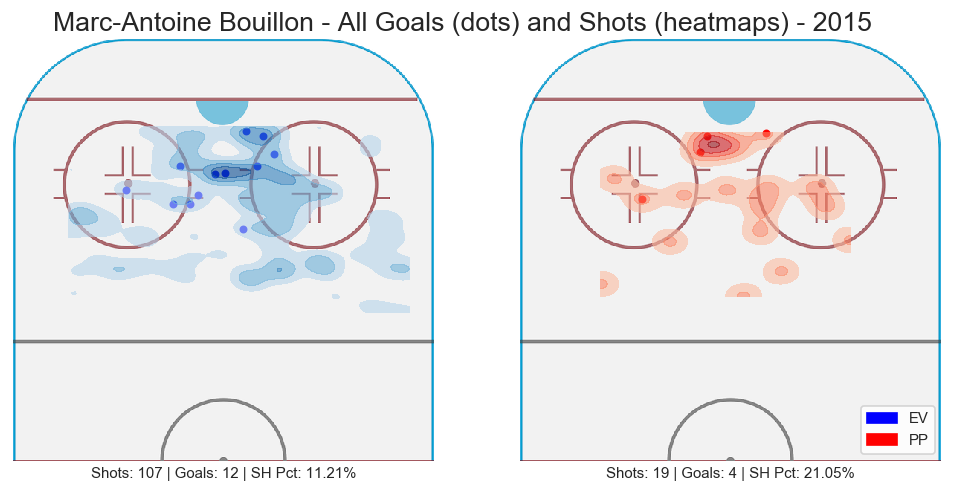 Marc-Antoine Bouillon - All Goals (dots) and Shots (heatmaps) - 2015
EV
PP
Shots: 107 | Goals: 12 | SH Pct: 11.21%
Shots: 19 | Goals: 4 | SH Pct: 21.05%